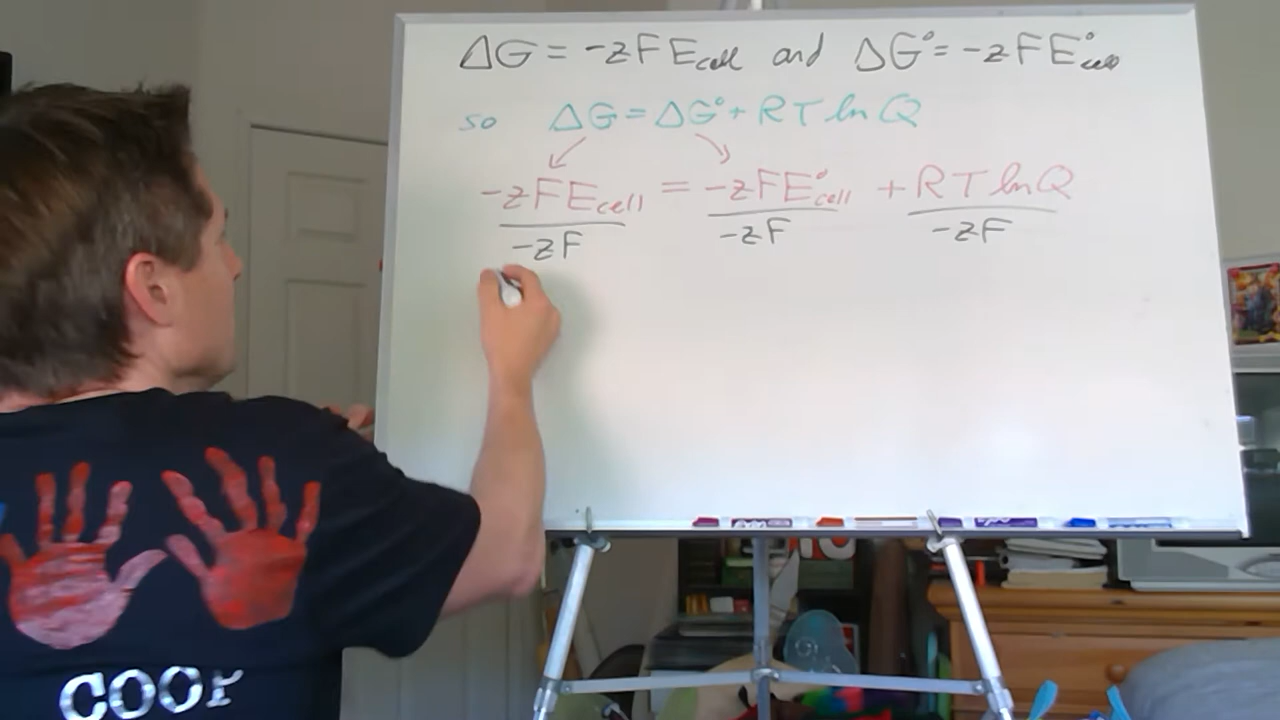 ΔG = -zFEcell and ΔG° = -zFE°cell
so ΔG = ΔG° + RT ln Q
-zFEcell = -zFE°cell + RT ln Q
-zF -zF -zF
COOP